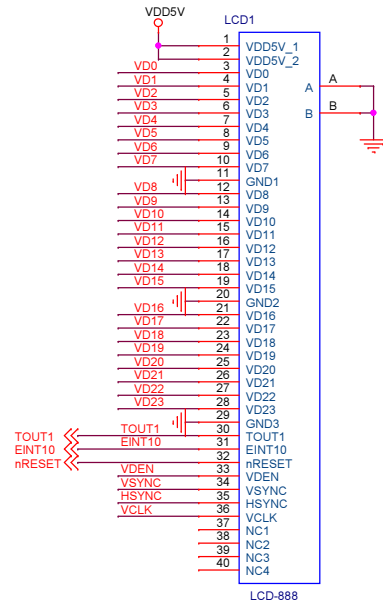 VDD5V
LCD1
1 VDD5V_1
2 VDD5V_2
VD0 3 VD0
VD1 4 VD1 A A
VD2 5 VD2
VD3 6 VD3 B B
VD4 7 VD4
VD5 8 VD5
VD6 9 VD6
VD7 10 VD7
11 GND1
VD8 12 VD8
VD9 13 VD9
VD10 14 VD10
VD11 15 VD11
VD12 16 VD12
VD13 17 VD13
VD14 18 VD14
VD15 19 VD15
20 GND2
VD16 21 VD16
VD17 22 VD17
VD18 23 VD18
VD19 24 VD19
VD20 25 VD20
VD21 26 VD21
VD22 27 VD22
VD23 28 VD23
29 GND3
TOUT1 TOUT1 30 TOUT1
EINT10 EINT10 31 EINT10
nRESET 32 nRESET
VDEN 33 VDEN
VSYNC 34 VSYNC
HSYNC 35 HSYNC
VCLK 36 VCLK
37 NC1
38 NC2
39 NC3
40 NC4
LCD-888